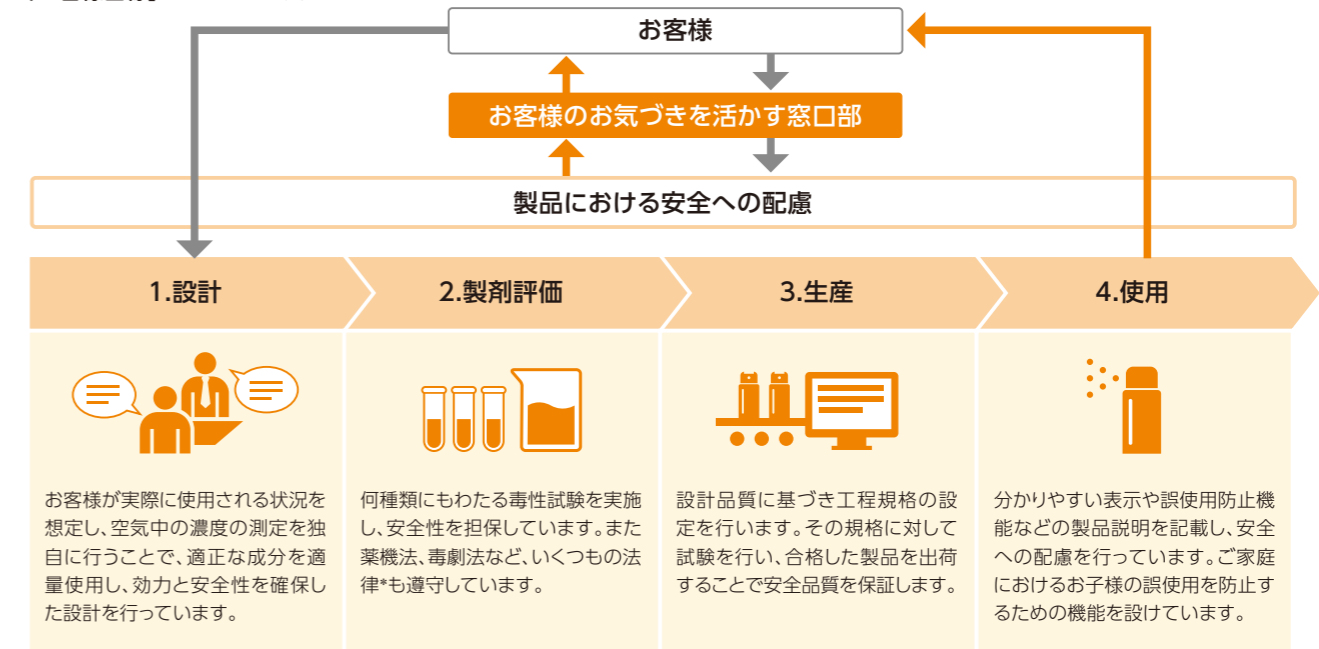 お客様
お客様のお気づきを活かす窓口部
製品における安全への配慮
1.設計
2.製剤評価
3.生産
4.使用
お客様が実際に使用される状況を
想定し、空気中の濃度の測定を独
自に行うことで、適正な成分を適
量使用し、効力と安全性を確保し
た設計を行っています。
何種類にもわたる毒性試験を実施
し、安全性を担保しています。また
薬機法、毒劇法など、いくつもの法
律*も遵守しています。
設計品質に基づき工程規格の設
定を行います。その規格に対して
試験を行い、合格した製品を出荷
することで安全品質を保証します。
分かりやすい表示や誤使用防止機
能などの製品説明を記載し、安全
への配慮を行っています。ご家庭
におけるお子様の誤使用を防止す
るための機能を設けています。